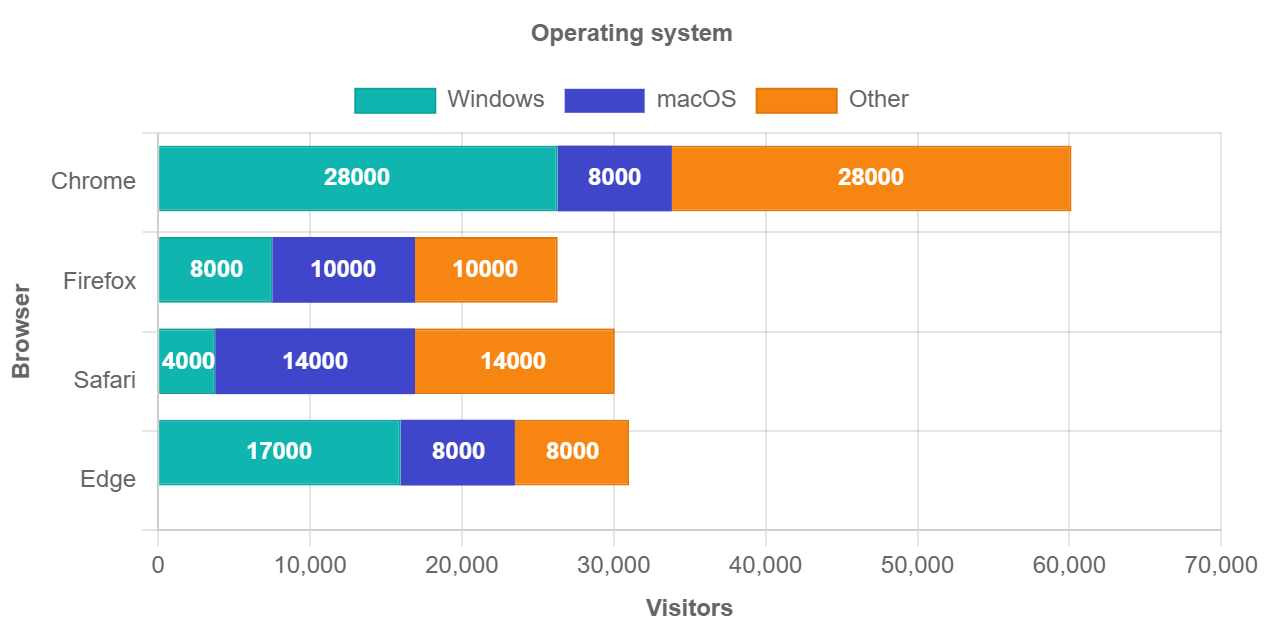 Operating system
Windows macOS Other
Chrome 28000 8000 28000
Firefox 8000 10000 10000
Safari 4000 14000 14000
Edge 17000 8000 8000
Browser
0 10,000 20,000 30,000 40,000 50,000 60,000 70,000
Visitors